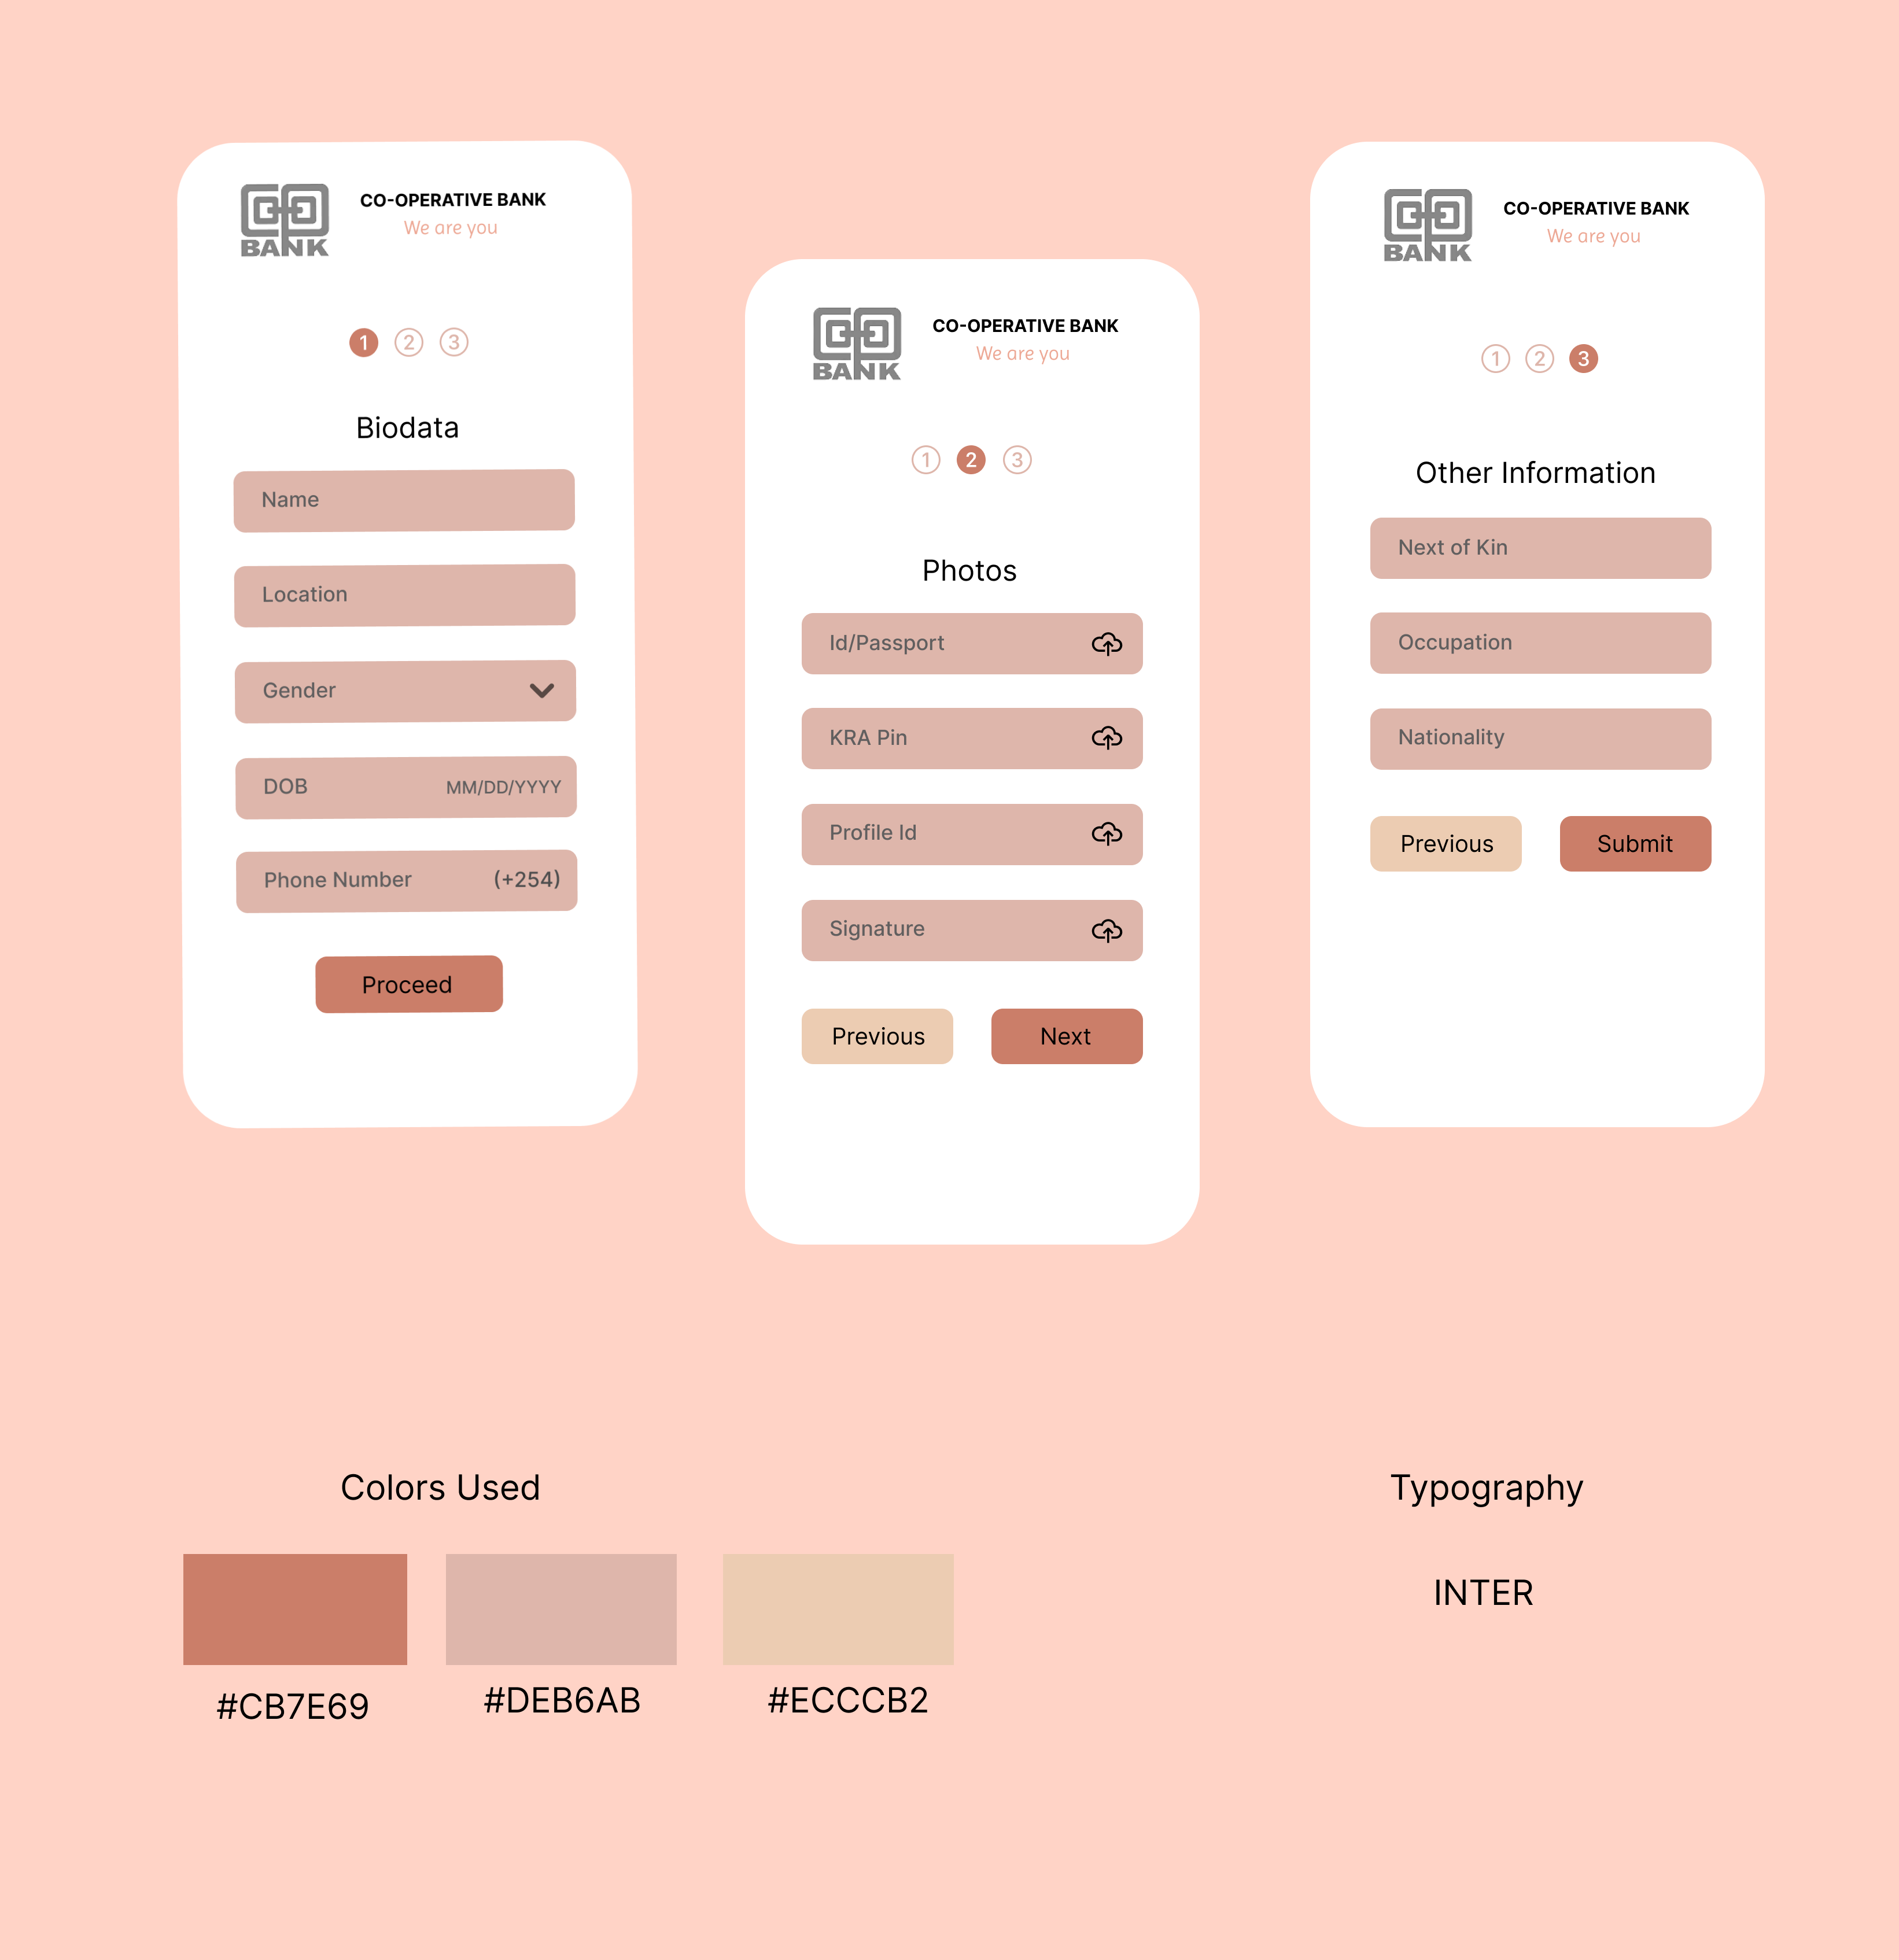 BANK
CO-OPERATIVE BANK
We are you
1 2 3
Biodata
Name
Location
Gender
DOB MM/DD/YYYY
Phone Number (+254)
Proceed
BANK
CO-OPERATIVE BANK
We are you
1 2 3
Photos
Id/Passport
KRA Pin
Profile Id
Signature
Previous Next
BANK
CO-OPERATIVE BANK
We are you
1 2 3
Other Information
Next of Kin
Occupation
Nationality
Previous Submit
Colors Used
#CB7E69 #DEB6AB #ECCCB2
Typography
INTER